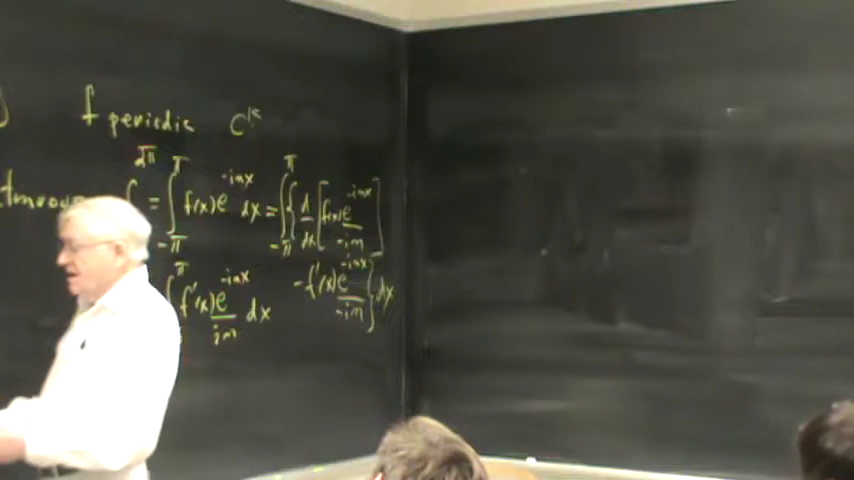 f periodic C^k
2π ∫_{-π}^{π} f(x) e^{-imx} dx = ∫_{-π}^{π} { d/dx [ f(x) e^{-imx} / -im ]
- f'(x) e^{-imx} / -im } dx
∫^{π} f'(x) e^{-imx} / im dx